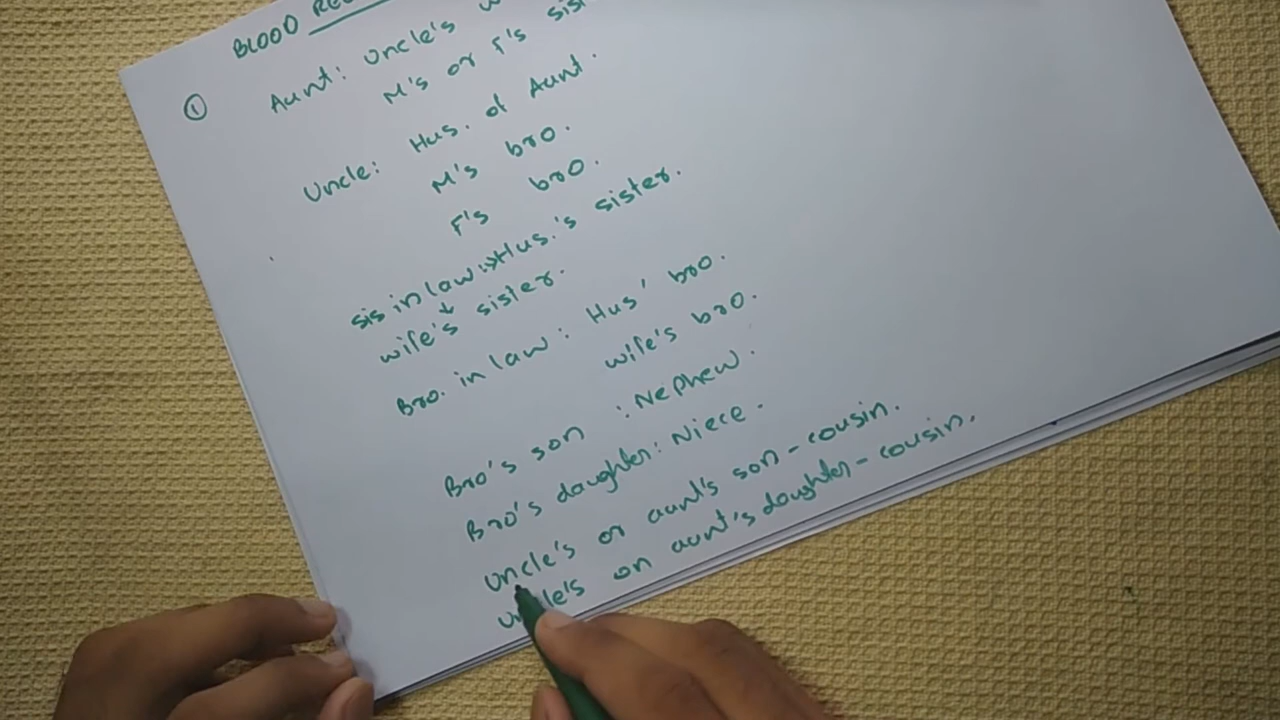 BLOOD
① Aunt: Uncle's
M's or F's
Uncle: Hus. of Aunt.
M's bro.
F's bro.
sis in law: Hus.'s sister.
wife's sister.
Bro. in law: Hus' bro.
wife's bro.
Bro's son : Nephew.
Bro's daughter: Niece.
Uncle's or aunt's son - cousin.
Uncle's on aunt's daughter - cousin.